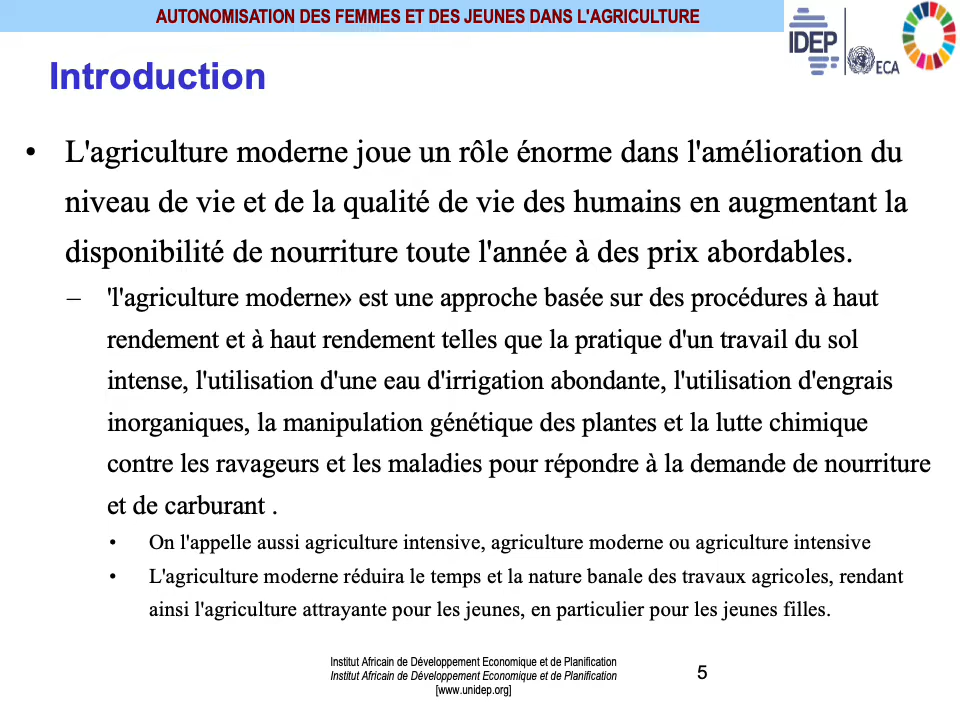 AUTONOMISATION DES FEMMES ET DES JEUNES DANS L'AGRICULTURE
IDEP
ECA
Introduction
• L'agriculture moderne joue un rôle énorme dans l'amélioration du
niveau de vie et de la qualité de vie des humains en augmentant la
disponibilité de nourriture toute l'année à des prix abordables.
– 'l'agriculture moderne» est une approche basée sur des procédures à haut
rendement et à haut rendement telles que la pratique d'un travail du sol
intense, l'utilisation d'une eau d'irrigation abondante, l'utilisation d'engrais
inorganiques, la manipulation génétique des plantes et la lutte chimique
contre les ravageurs et les maladies pour répondre à la demande de nourriture
et de carburant .
• On l'appelle aussi agriculture intensive, agriculture moderne ou agriculture intensive
• L'agriculture moderne réduira le temps et la nature banale des travaux agricoles, rendant
ainsi l'agriculture attrayante pour les jeunes, en particulier pour les jeunes filles.
Institut Africain de Développement Economique et de Planification
Institut Africain de Développement Economique et de Planification
[www.unidep.org]
5